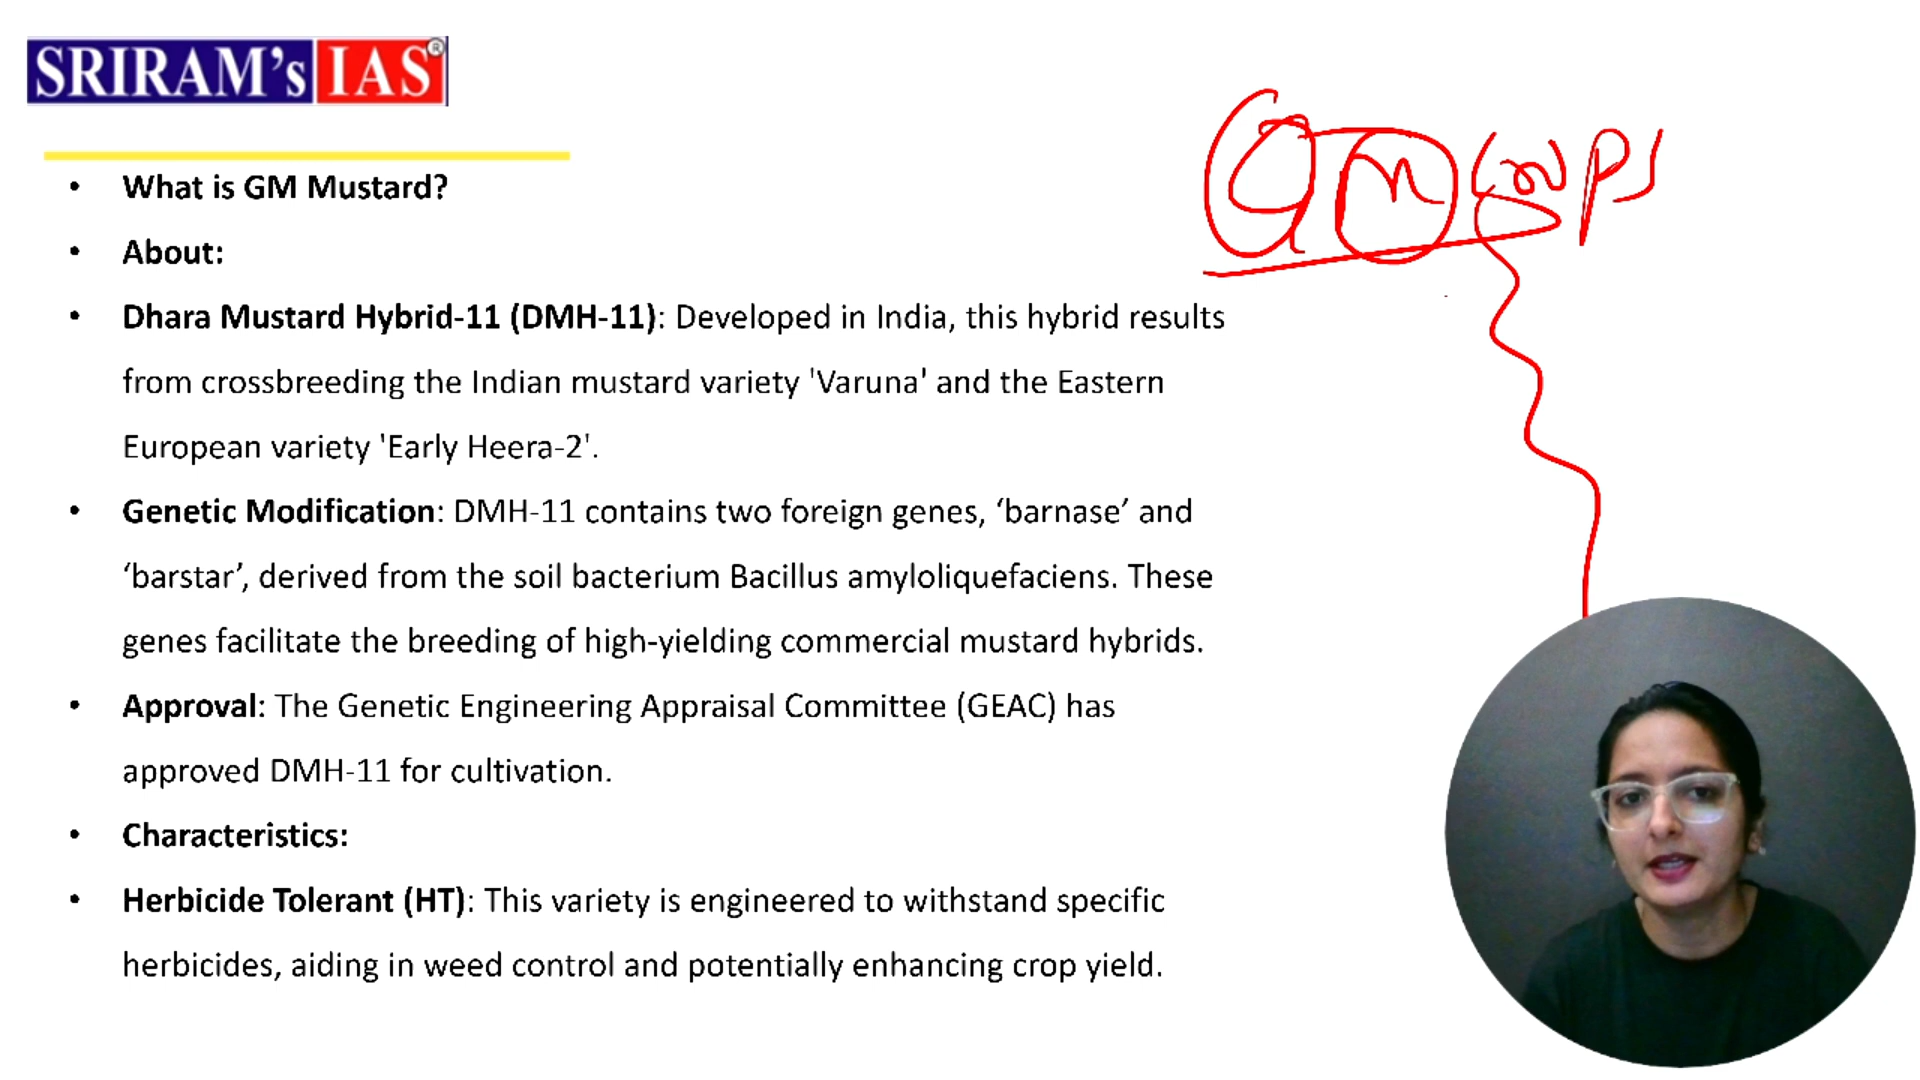 SRIRAM's IAS®
GM Crops
• What is GM Mustard?
• About:
• Dhara Mustard Hybrid-11 (DMH-11): Developed in India, this hybrid results
from crossbreeding the Indian mustard variety 'Varuna' and the Eastern
European variety 'Early Heera-2'.
• Genetic Modification: DMH-11 contains two foreign genes, ‘barnase’ and
‘barstar’, derived from the soil bacterium Bacillus amyloliquefaciens. These
genes facilitate the breeding of high-yielding commercial mustard hybrids.
• Approval: The Genetic Engineering Appraisal Committee (GEAC) has
approved DMH-11 for cultivation.
• Characteristics:
• Herbicide Tolerant (HT): This variety is engineered to withstand specific
herbicides, aiding in weed control and potentially enhancing crop yield.